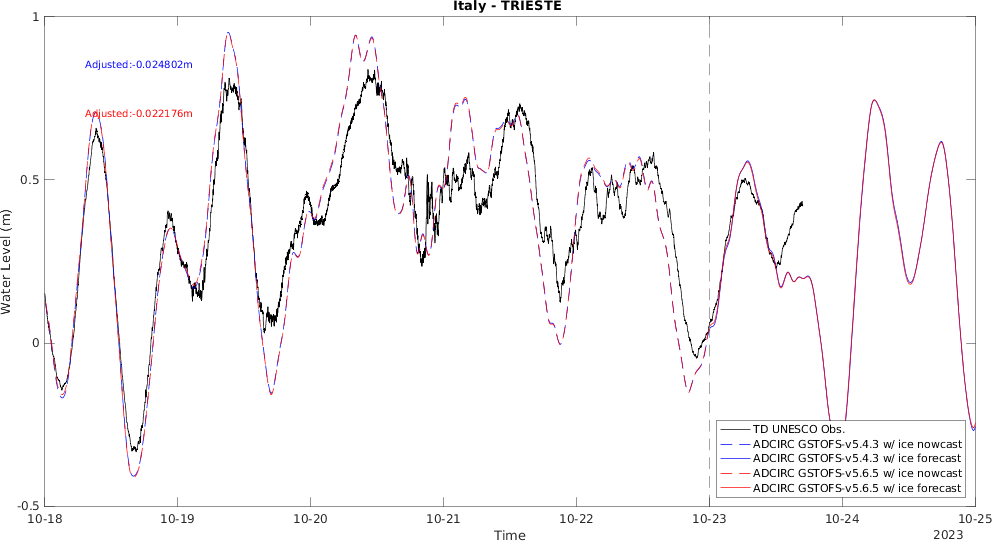 Italy - TRIESTE
1
Adjusted:-0.024802m
Adjusted:-0.022176m
0.5
Water Level (m)
0
-0.5
TD UNESCO Obs.
ADCIRC GSTOFS-v5.4.3 w/ ice nowcast
ADCIRC GSTOFS-v5.4.3 w/ ice forecast
ADCIRC GSTOFS-v5.6.5 w/ ice nowcast
ADCIRC GSTOFS-v5.6.5 w/ ice forecast
10-18 10-19 10-20 10-21 10-22 10-23 10-24 10-25
Time
2023